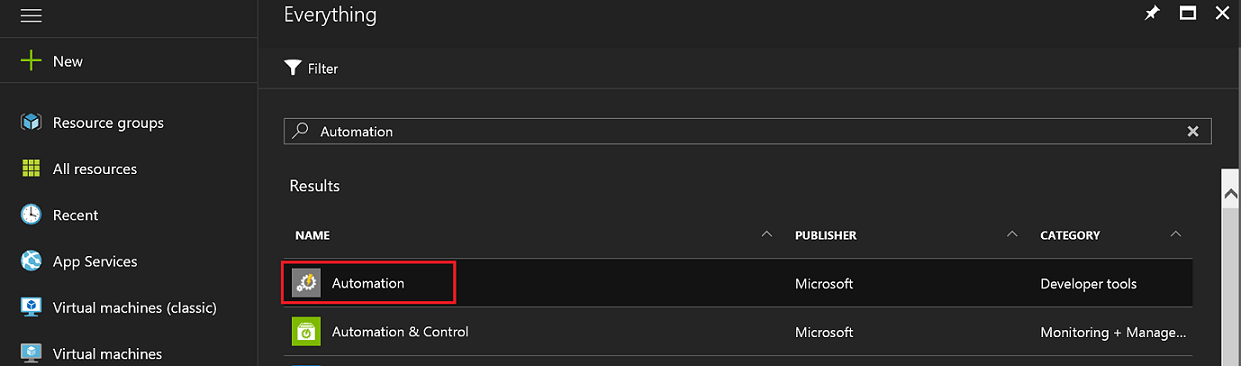 Everything
New
Filter
Resource groups
Automation
All resources
Results
Recent
NAME PUBLISHER CATEGORY
App Services
Automation Microsoft Developer tools
Virtual machines (classic)
Automation & Control Microsoft Monitoring + Manage...
Virtual machines